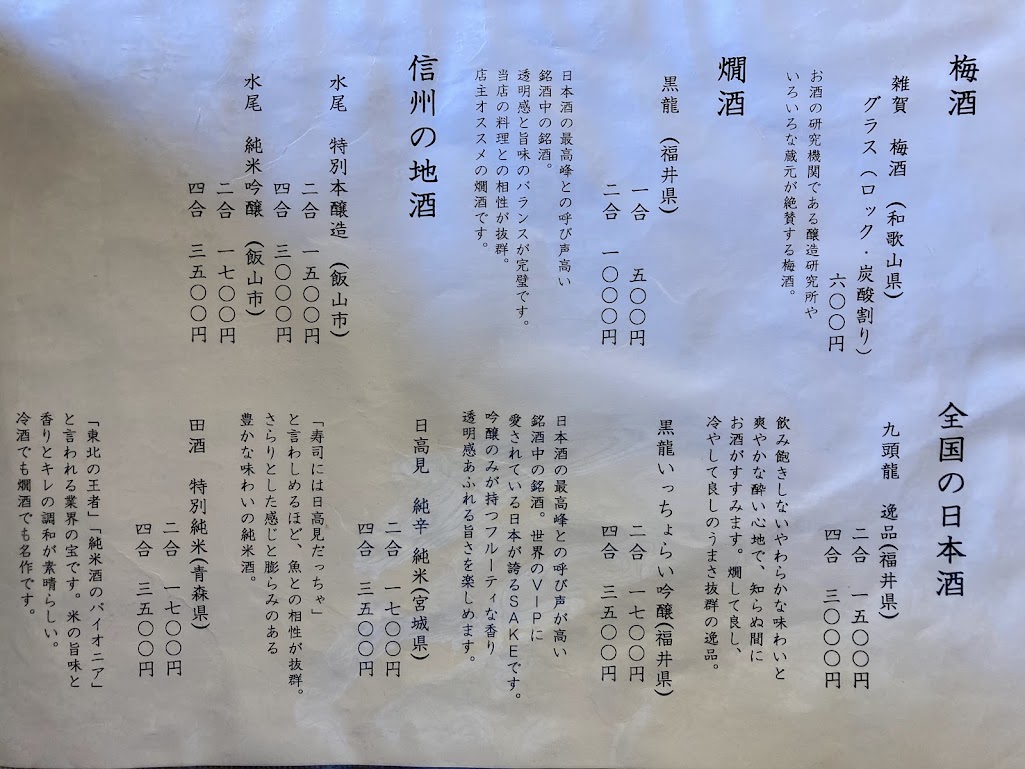 梅酒
雑賀 梅酒(和歌山県)
グラス(ロック・炭酸割り)
六〇〇円
お酒の研究機関である醸造研究所や
いろいろな蔵元が絶賛する梅酒。
燗酒
黒龍 (福井県)
一合 五〇〇円
二合 一〇〇〇円
日本酒の最高峰との呼び声高い
銘酒中の銘酒。
透明感と旨味のバランスが完璧です。
当店の料理との相性が抜群。
店主オススメの燗酒です。
信州の地酒
水尾 特別本醸造(飯山市)
二合 一五〇〇円
四合 三〇〇〇円
水尾 純米吟醸 (飯山市)
二合 一七〇〇円
四合 三五〇〇円
全国の日本酒
九頭龍 逸品(福井県)
二合 一五〇〇円
四合 三〇〇〇円
飲み飽きしないやわらかな味わいと
爽やかな酔い心地で、知らぬ間に
お酒がすすみます。燗して良し、
冷やして良しのうまさ抜群の逸品。
黒龍いっちょらい吟醸(福井県)
二合 一七〇〇円
四合 三五〇〇円
日本酒の最高峰との呼び声が高い
銘酒中の銘酒。世界のVIPに
愛されている日本が誇るSAKEです。
吟醸のみが持つフルーティな香り
透明感あふれる旨さを楽しめます。
日高見 純辛 純米(宮城県)
二合 一七〇〇円
四合 三五〇〇円
「寿司には日高見だっちゃ」
と言わしめるほど、魚との相性が抜群。
さらりとした感じと膨らみのある
豊かな味わいの純米酒。
田酒 特別純米(青森県)
二合 一七〇〇円
四合 三五〇〇円
「東北の王者」「純米酒のパイオニア」
と言われる業界の宝です。米の旨味と
香りとキレの調和が素晴らしい。
冷酒でも燗酒でも名作です。